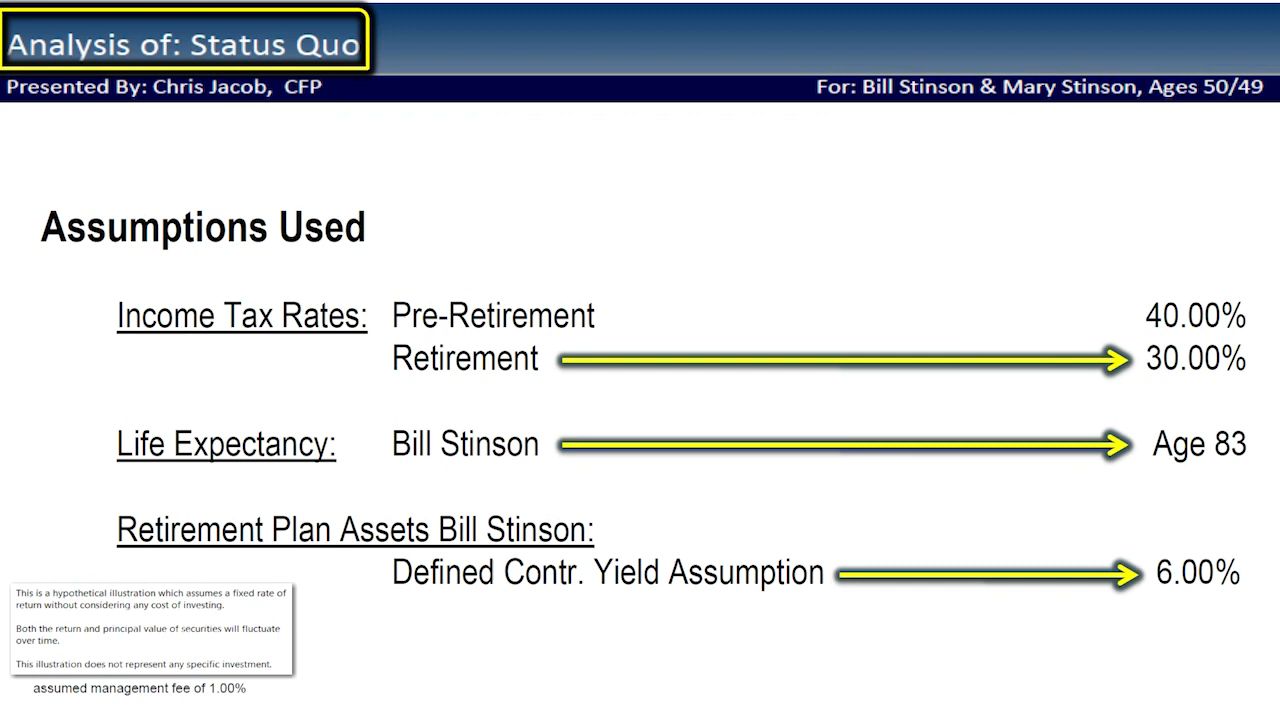 Analysis of: Status Quo
Presented By: Chris Jacob, CFP
For: Bill Stinson & Mary Stinson, Ages 50/49
Assumptions Used
Income Tax Rates: Pre-Retirement 40.00%
Retirement 30.00%
Life Expectancy: Bill Stinson Age 83
Retirement Plan Assets Bill Stinson:
Defined Contr. Yield Assumption 6.00%
This is a hypothetical illustration which assumes a fixed rate of
return without considering any cost of investing.
Both the return and principal value of securities will fluctuate
over time.
This illustration does not represent any specific investment.
assumed management fee of 1.00%